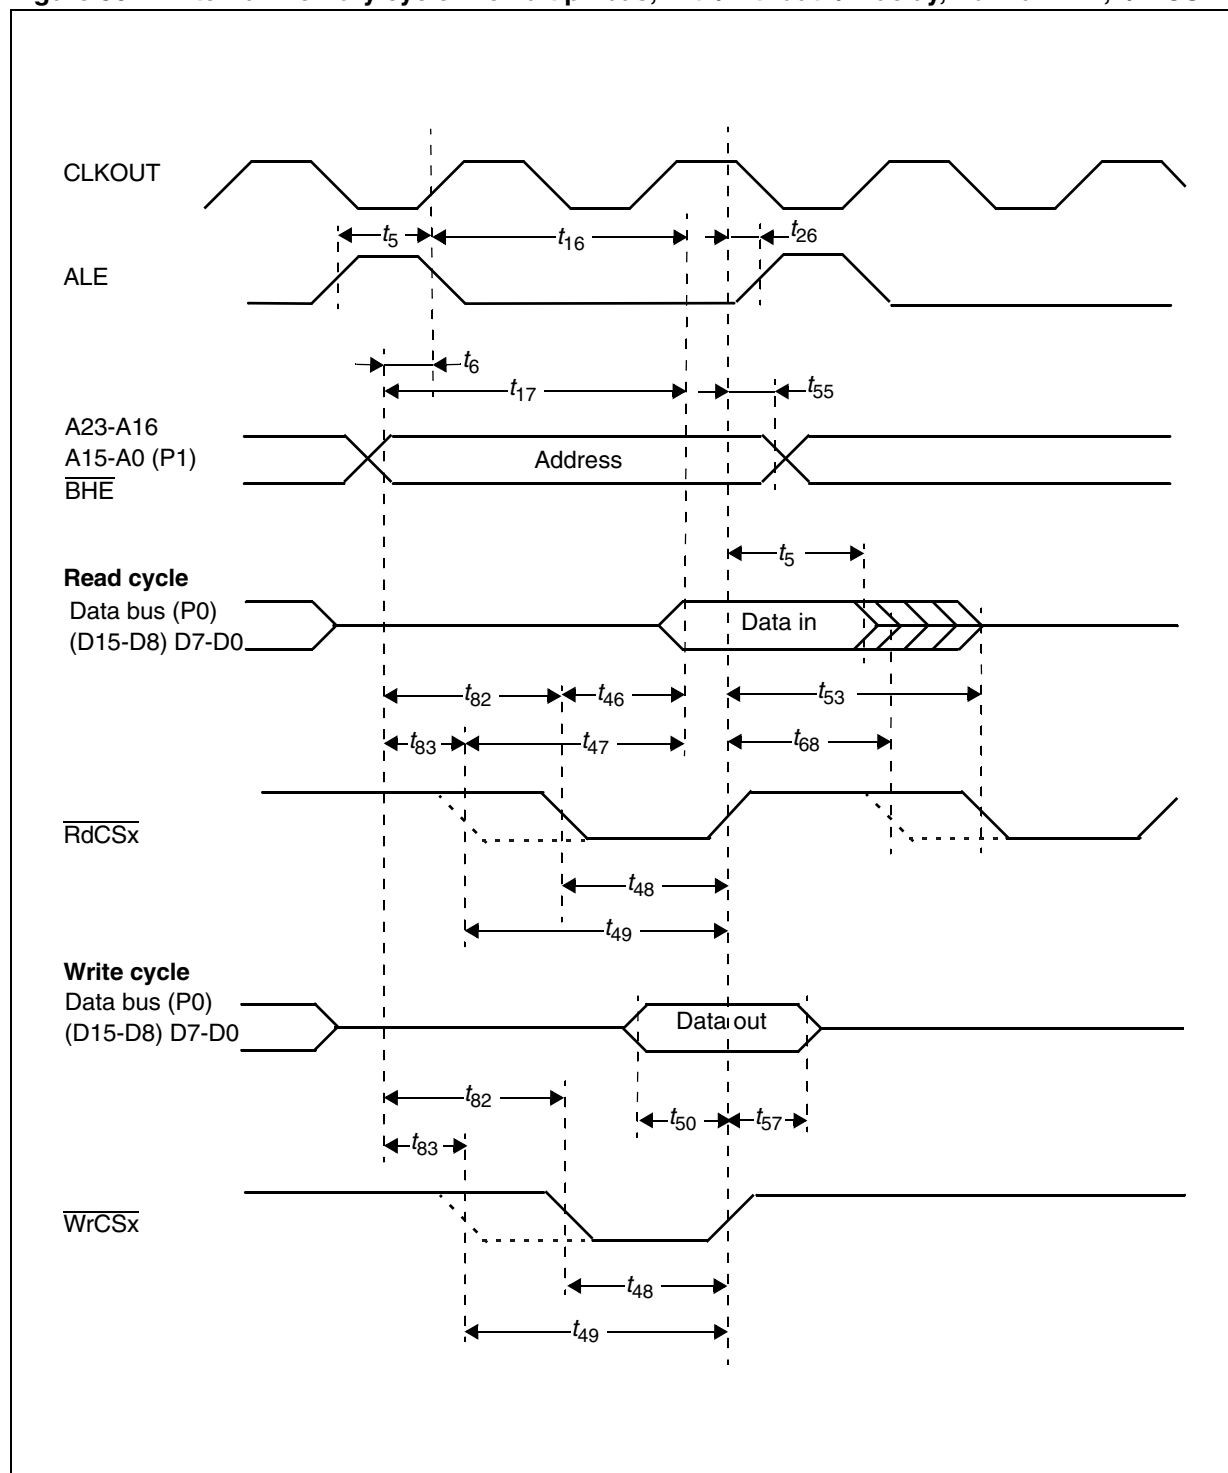 CLKOUT
t5
t16
t26
ALE
t6
t17
t55
A23-A16
A15-A0 (P1)
BHE
Address
t5
Read cycle
Data bus (P0)
(D15-D8) D7-D0
Data in
t82
t46
t53
t83
t47
t68
RdCSx
t48
t49
Write cycle
Data bus (P0)
(D15-D8) D7-D0
Data out
t82
t50
t57
t83
WrCSx
t48
t49